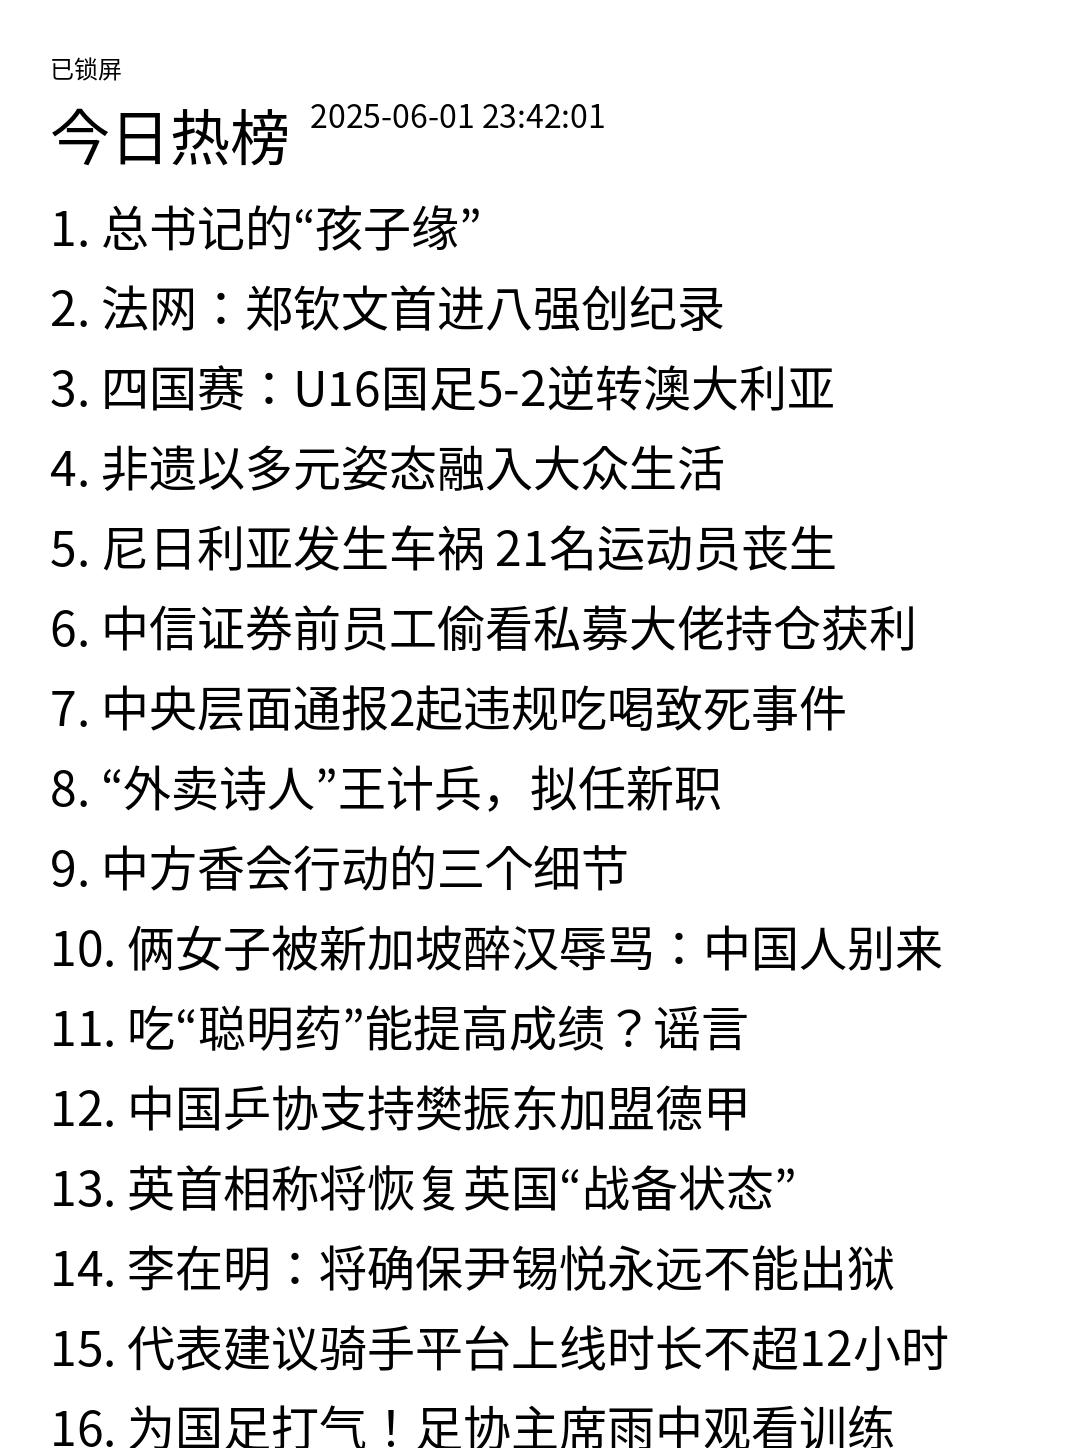 已锁屏
今日热榜 2025-06-01 23:42:01
1. 总书记的“孩子缘”
2. 法网：郑钦文首进八强创纪录
3. 四国赛：U16国足5-2逆转澳大利亚
4. 非遗以多元姿态融入大众生活
5. 尼日利亚发生车祸 21名运动员丧生
6. 中信证券前员工偷看私募大佬持仓获利
7. 中央层面通报2起违规吃喝致死事件
8. “外卖诗人”王计兵，拟任新职
9. 中方香会行动的三个细节
10. 俩女子被新加坡醉汉辱骂：中国人别来
11. 吃“聪明药”能提高成绩？谣言
12. 中国乒协支持樊振东加盟德甲
13. 英首相称将恢复英国“战备状态”
14. 李在明：将确保尹锡悦永远不能出狱
15. 代表建议骑手平台上线时长不超12小时
16. 为国足打气！足协主席雨中观看训练